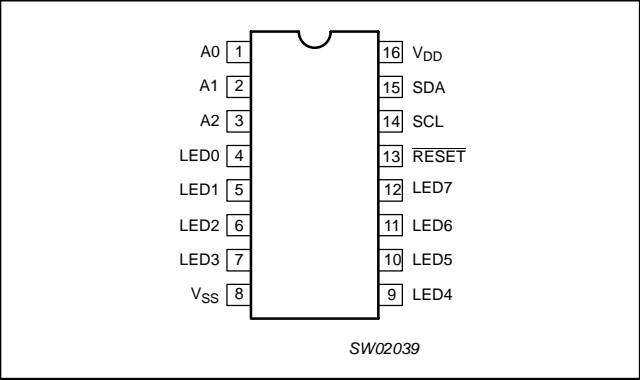 A0 1 16 VDD
A1 2 15 SDA
A2 3 14 SCL
LED0 4 13 RESET
LED1 5 12 LED7
LED2 6 11 LED6
LED3 7 10 LED5
VSS 8 9 LED4
SW02039